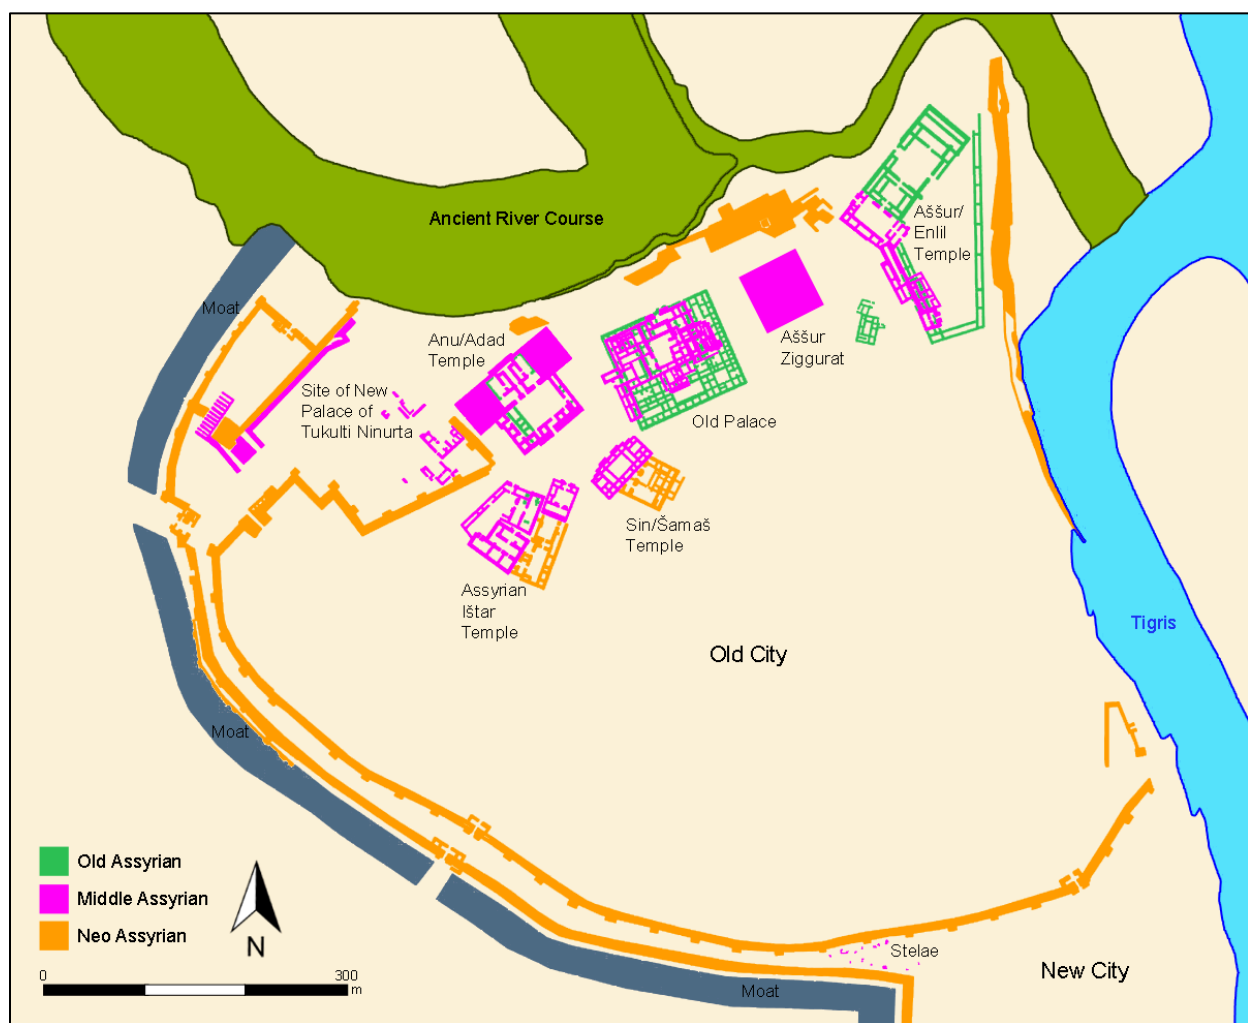 Ancient River Course
Aššur/
Enlil
Temple
Moat
Anu/Adad
Temple
Aššur
Ziggurat
Site of New
Palace of
Tukulti Ninurta
Old Palace
Sin/Šamaš
Temple
Assyrian
Ištar
Temple
Tigris
Old City
Moat
Old Assyrian
Middle Assyrian
Neo Assyrian
N
Stelae
New City
0 300
m
Moat